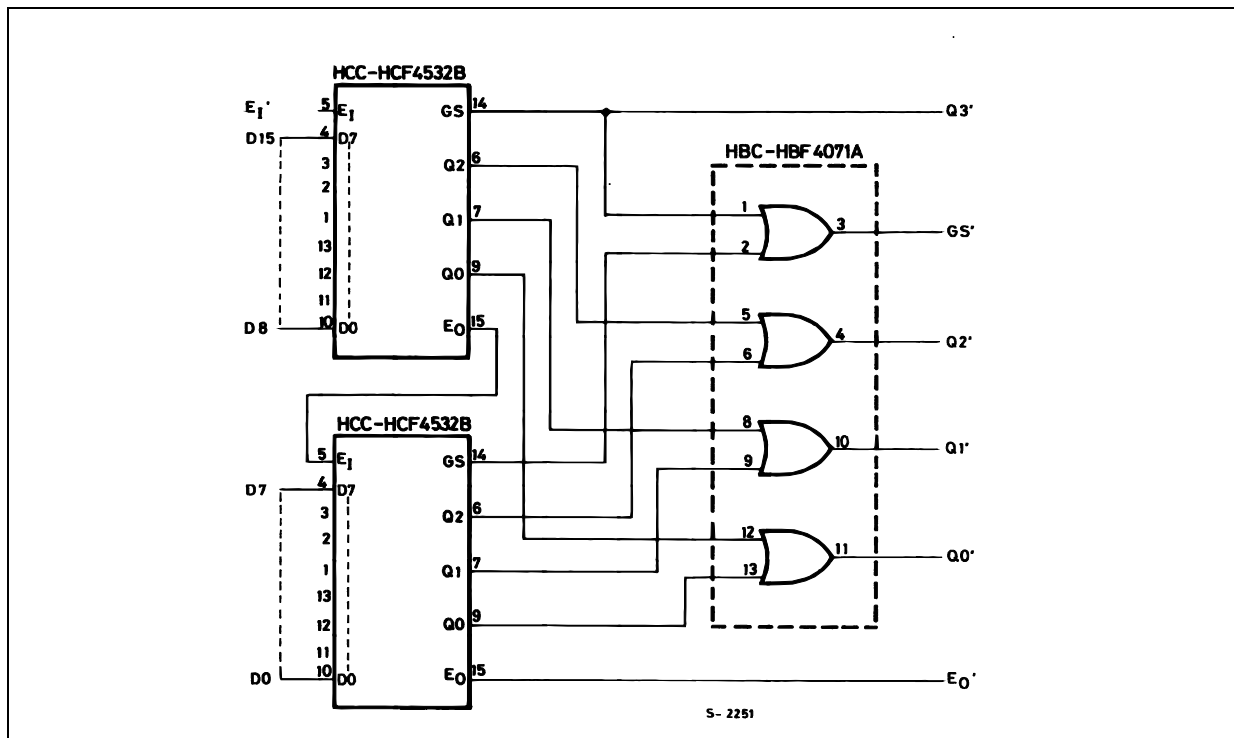 HCC-HCF4532B
E_I' 5 E_I GS 14 Q3'
D15 4 D7
3 Q2 6 HBC-HBF4071A
2
1 Q1 7 1 3 GS'
13 2
12 Q0 9
11 5 4 Q2'
D8 10 D0 E_O 15 6
HCC-HCF4532B 8 10 Q1'
5 E_I GS 14 9
D7 4 D7
3 Q2 6
2 12 11 Q0'
1 Q1 7 13
13
12 Q0 9
11
D0 10 D0 E_O 15 E_O'
S-2251